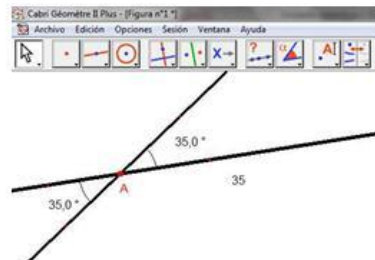 Cabri Géomètre II Plus - [Figura nº1 *]
Archivo Edición Opciones Sesión Ventana Ayuda
? α A
35,0 °
35
35,0 °
A